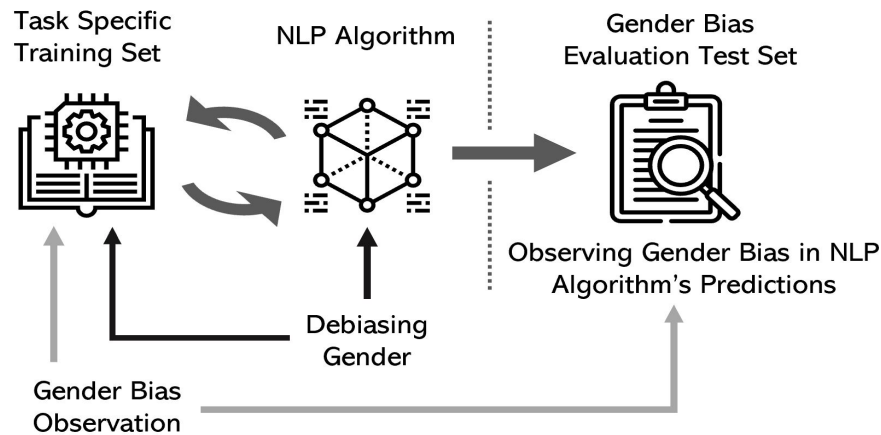 Task Specific
Training Set
NLP Algorithm
Gender Bias
Evaluation Test Set
Observing Gender Bias in NLP
Algorithm's Predictions
Debiasing
Gender
Gender Bias
Observation